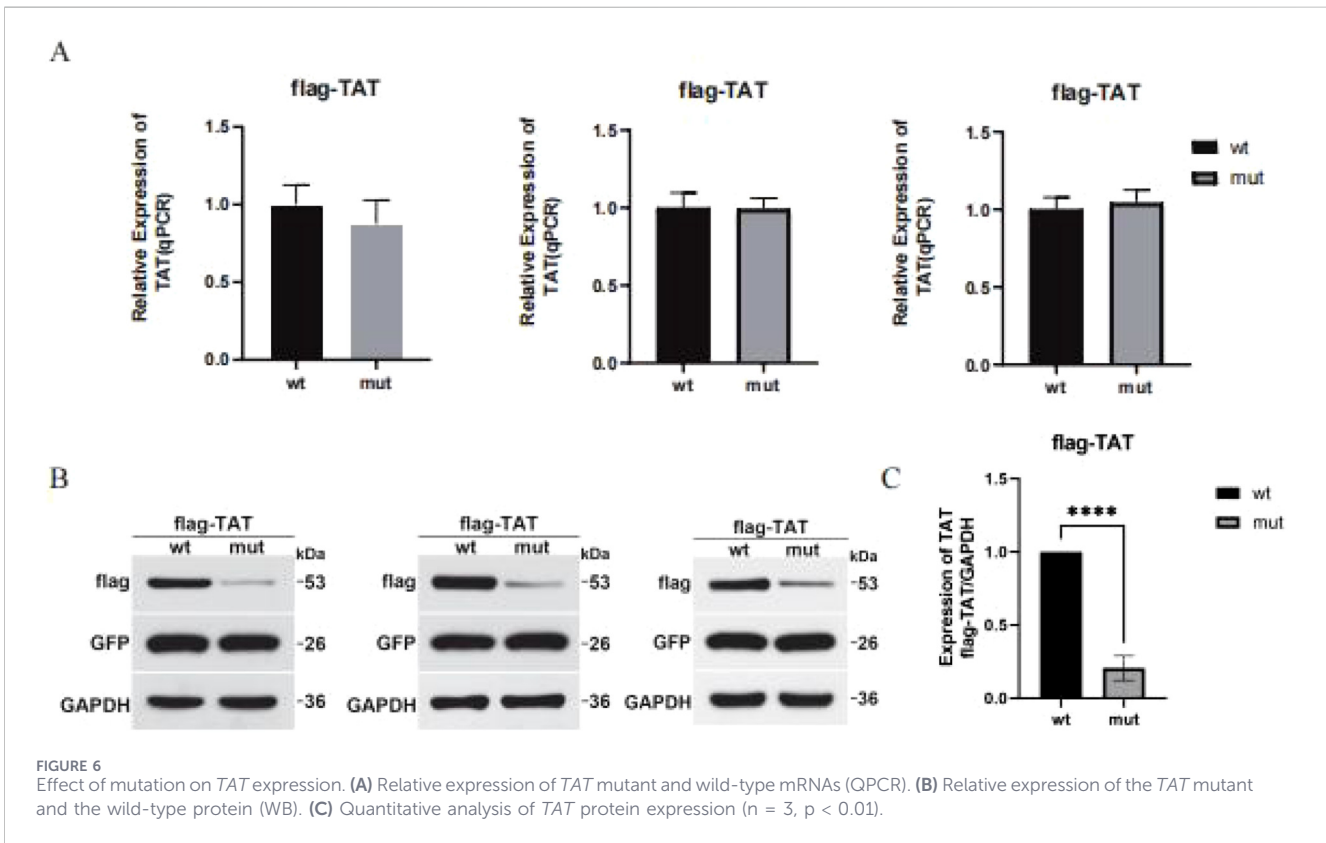 A
flag-TAT
Relative Expression of
TAT(qPCR)
1.5
1.0
0.5
0.0
wt
mut
flag-TAT
Relative Expression of
TAT(qPCR)
1.5
1.0
0.5
0.0
wt
mut
flag-TAT
Relative Expression of
TAT(qPCR)
1.5
1.0
0.5
0.0
wt
mut
wt
mut
B
flag-TAT
wt mut kDa
flag -53
GFP -26
GAPDH -36
flag-TAT
wt mut kDa
flag -53
GFP -26
GAPDH -36
flag-TAT
wt mut kDa
flag -53
GFP -26
GAPDH -36
C
flag-TAT
Expression of TAT
flag-TAT/GAPDH
1.5
1.0
0.5
0.0
****
wt
mut
wt
mut
FIGURE 6
Effect of mutation on TAT expression. (A) Relative expression of TAT mutant and wild-type mRNAs (QPCR). (B) Relative expression of the TAT mutant
and the wild-type protein (WB). (C) Quantitative analysis of TAT protein expression (n = 3, p < 0.01).